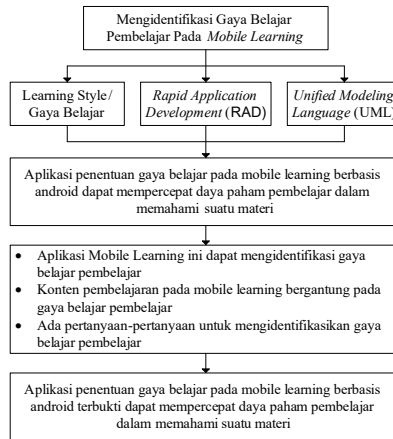 Mengidentifikasi Gaya Belajar
Pembelajar Pada Mobile Learning
Learning Style/
Gaya Belajar
Rapid Application
Development (RAD)
Unified Modeling
Language (UML)
Aplikasi penentuan gaya belajar pada mobile learning berbasis
android dapat mempercepat daya paham pembelajar dalam
memahami suatu materi
• Aplikasi Mobile Learning ini dapat mengidentifikasi gaya
belajar pembelajar
• Konten pembelajaran pada mobile learning bergantung pada
gaya belajar pembelajar
• Ada pertanyaan-pertanyaan untuk mengidentifikasikan gaya
belajar pembelajar
Aplikasi penentuan gaya belajar pada mobile learning berbasis
android terbukti dapat mempercepat daya paham pembelajar
dalam memahami suatu materi